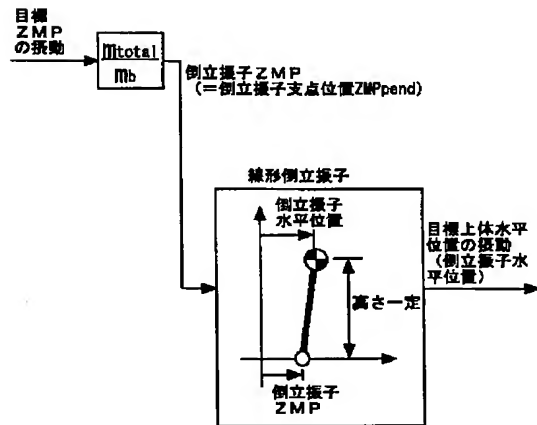 目標
ZMP
の摂動
mtotal
mb
倒立振子ZMP
(=倒立振子支点位置ZMPpend)
線形倒立振子
倒立振子
水平位置
高さ一定
倒立振子
ZMP
目標上体水平
位置の摂動
(倒立振子水
平位置)